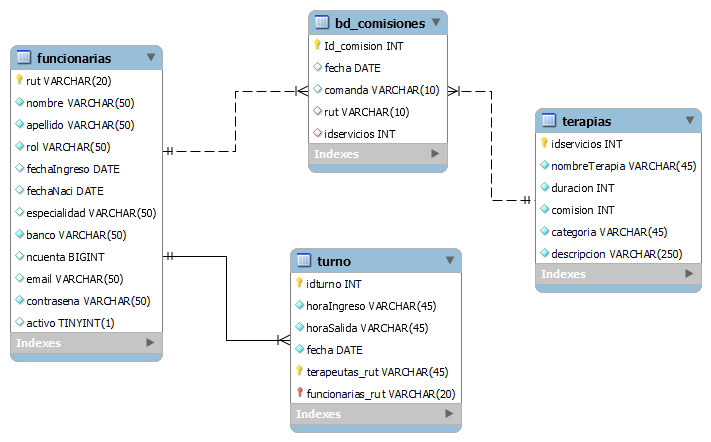 funcionarias
rut VARCHAR(20)
nombre VARCHAR(50)
apellido VARCHAR(50)
rol VARCHAR(50)
fechaIngreso DATE
fechaNaci DATE
especialidad VARCHAR(50)
banco VARCHAR(50)
ncuenta BIGINT
email VARCHAR(50)
contrasena VARCHAR(50)
activo TINYINT(1)
Indexes
bd_comisiones
Id_comision INT
fecha DATE
comanda VARCHAR(10)
rut VARCHAR(10)
idservicios INT
Indexes
terapias
idservicios INT
nombreTerapia VARCHAR(45)
duracion INT
comision INT
categoria VARCHAR(45)
descripcion VARCHAR(250)
Indexes
turno
idturno INT
horaIngreso VARCHAR(45)
horaSalida VARCHAR(45)
fecha DATE
terapeutas_rut VARCHAR(45)
funcionarias_rut VARCHAR(20)
Indexes